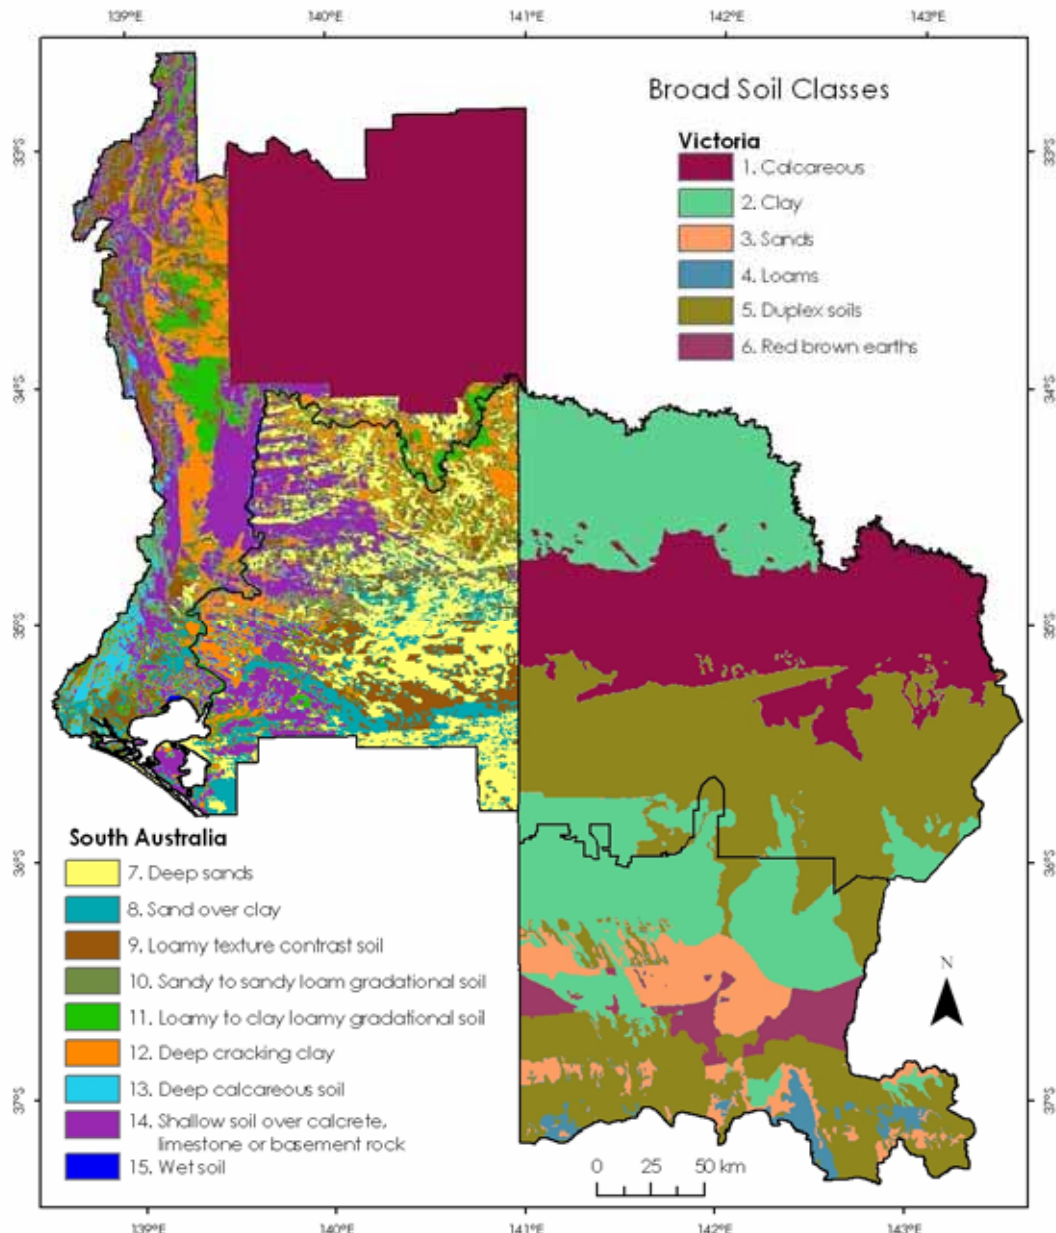 139°E 140°E 141°E 142°E 143°E
Broad Soil Classes
Victoria
1. Calcareous
2. Clay
3. Sands
4. Loams
5. Duplex soils
6. Red brown earths
33°S 33°S
34°S 34°S
35°S 35°S
36°S 36°S
37°S 37°S
South Australia
7. Deep sands
8. Sand over clay
9. Loamy texture contrast soil
10. Sandy to sandy loam gradational soil
11. Loamy to clay loamy gradational soil
12. Deep cracking clay
13. Deep calcareous soil
14. Shallow soil over calcrete,
limestone or basement rock
15. Wet soil
N
0 25 50 km
139°E 140°E 141°E 142°E 143°E